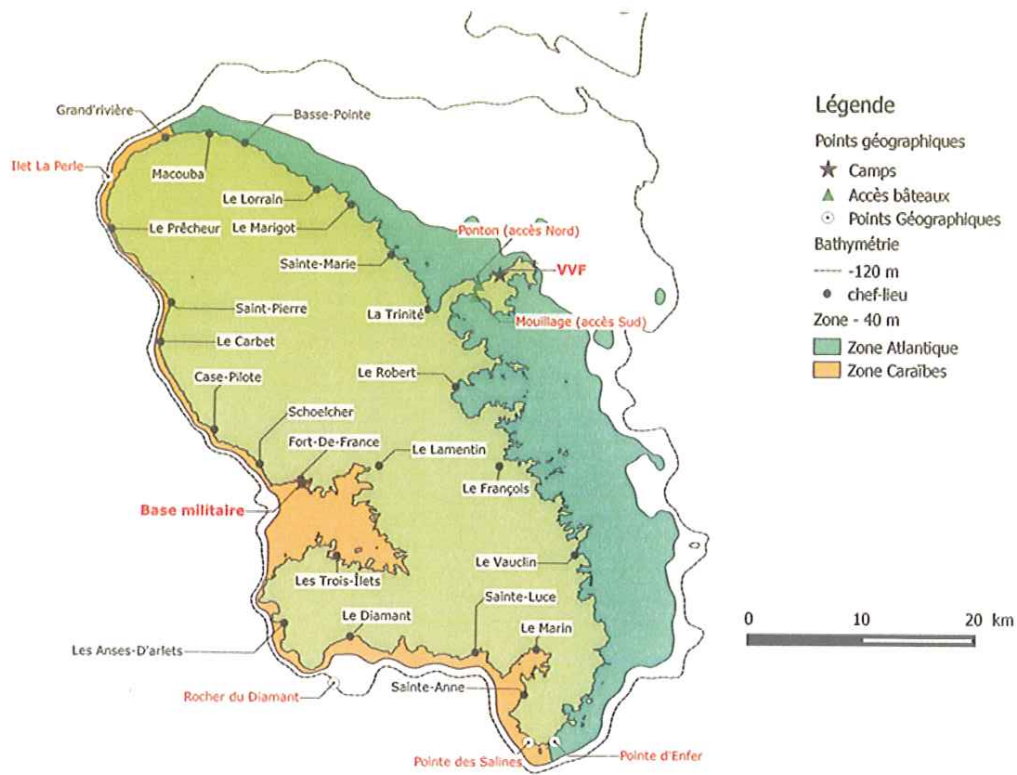 Grand'rivière
Basse-Pointe
Ilet La Perle
Macouba
Le Lorrain
Le Prêcheur
Le Marigot
Ponton (accès Nord)
Sainte-Marie
VVF
Saint-Pierre
La Trinité
Mouillage (accès Sud)
Le Carbet
Case-Pilote
Le Robert
Schoelcher
Fort-De-France
Le Lamentin
Le François
Base militaire
Le Vauclin
Les Trois-Îlets
Sainte-Luce
Le Diamant
Le Marin
Les Anses-D'arlets
Sainte-Anne
Rocher du Diamant
Pointe des Salines
Pointe d'Enfer
Légende
Points géographiques
Camps
Accès bâteaux
Points Géographiques
Bathymétrie
-120 m
chef-lieu
Zone - 40 m
Zone Atlantique
Zone Caraïbes
0 10 20 km